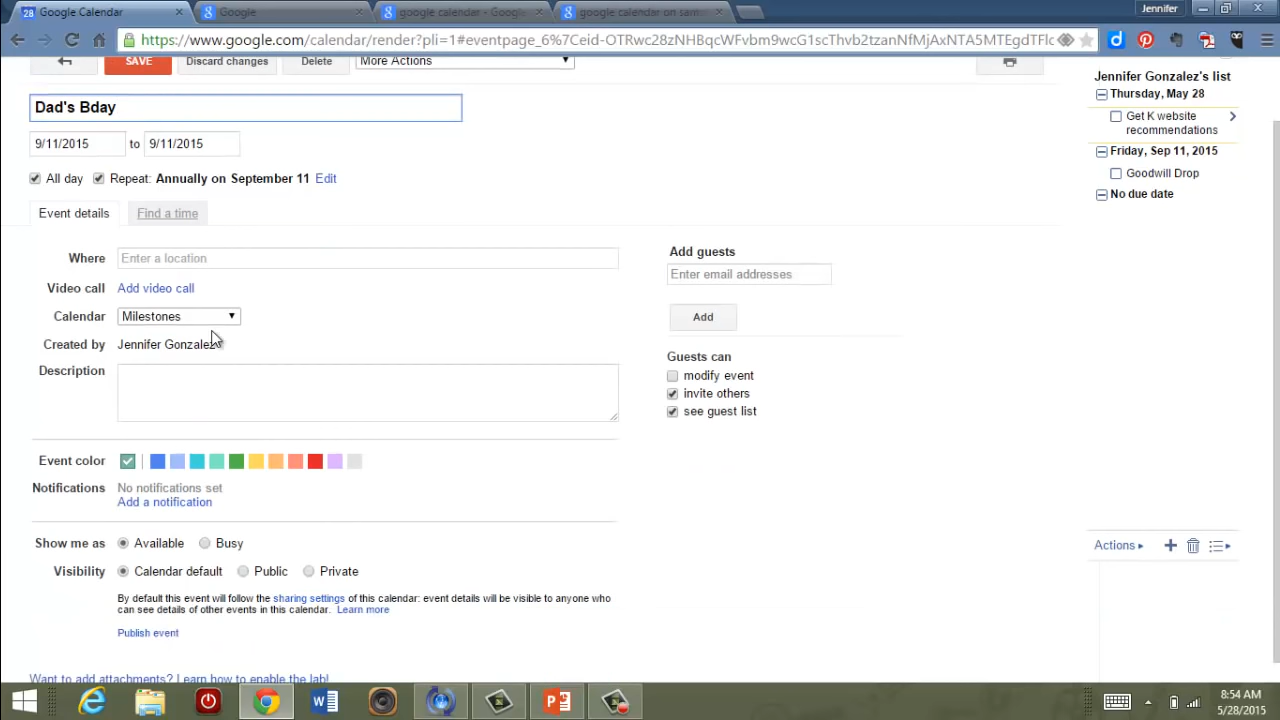 28 Google Calendar
Google
google calendar - Google
google calendar on
Jennifer
https://www.google.com/calendar/render?pli=1#eventpage_6%7Ceid-OTRwc28zNHBqcWFvbm9wcG1scThvb2tzanNfMjAxNTA5MTEgdTFlc
SAVE
Discard changes
Delete
More Actions
Dad's Bday
9/11/2015 to 9/11/2015
All day Repeat: Annually on September 11 Edit
Event details Find a time
Where Enter a location
Video call Add video call
Calendar Milestones
Created by Jennifer Gonzalez
Description
Event color
Notifications No notifications set
Add a notification
Show me as Available Busy
Visibility Calendar default Public Private
By default this event will follow the sharing settings of this calendar: event details will be visible to anyone who
can see details of other events in this calendar. Learn more
Publish event
Want to add attachments? Learn how to enable the lab!
Add guests
Enter email addresses
Add
Guests can
modify event
invite others
see guest list
Jennifer Gonzalez's list
Thursday, May 28
Get K website
recommendations
Friday, Sep 11, 2015
Goodwill Drop
No due date
Actions
8:54 AM
5/28/2015